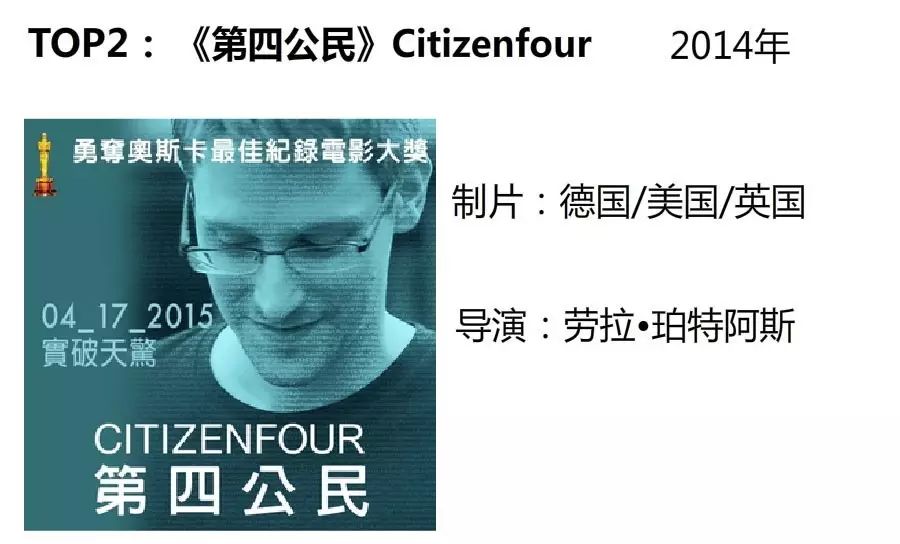 TOP2：《第四公民》Citizenfour 2014年
勇奪奧斯卡最佳紀錄電影大獎
制片：德国/美国/英国
04_17_2015
實破天驚
导演：劳拉•珀特阿斯
CITIZENFOUR
第四公民